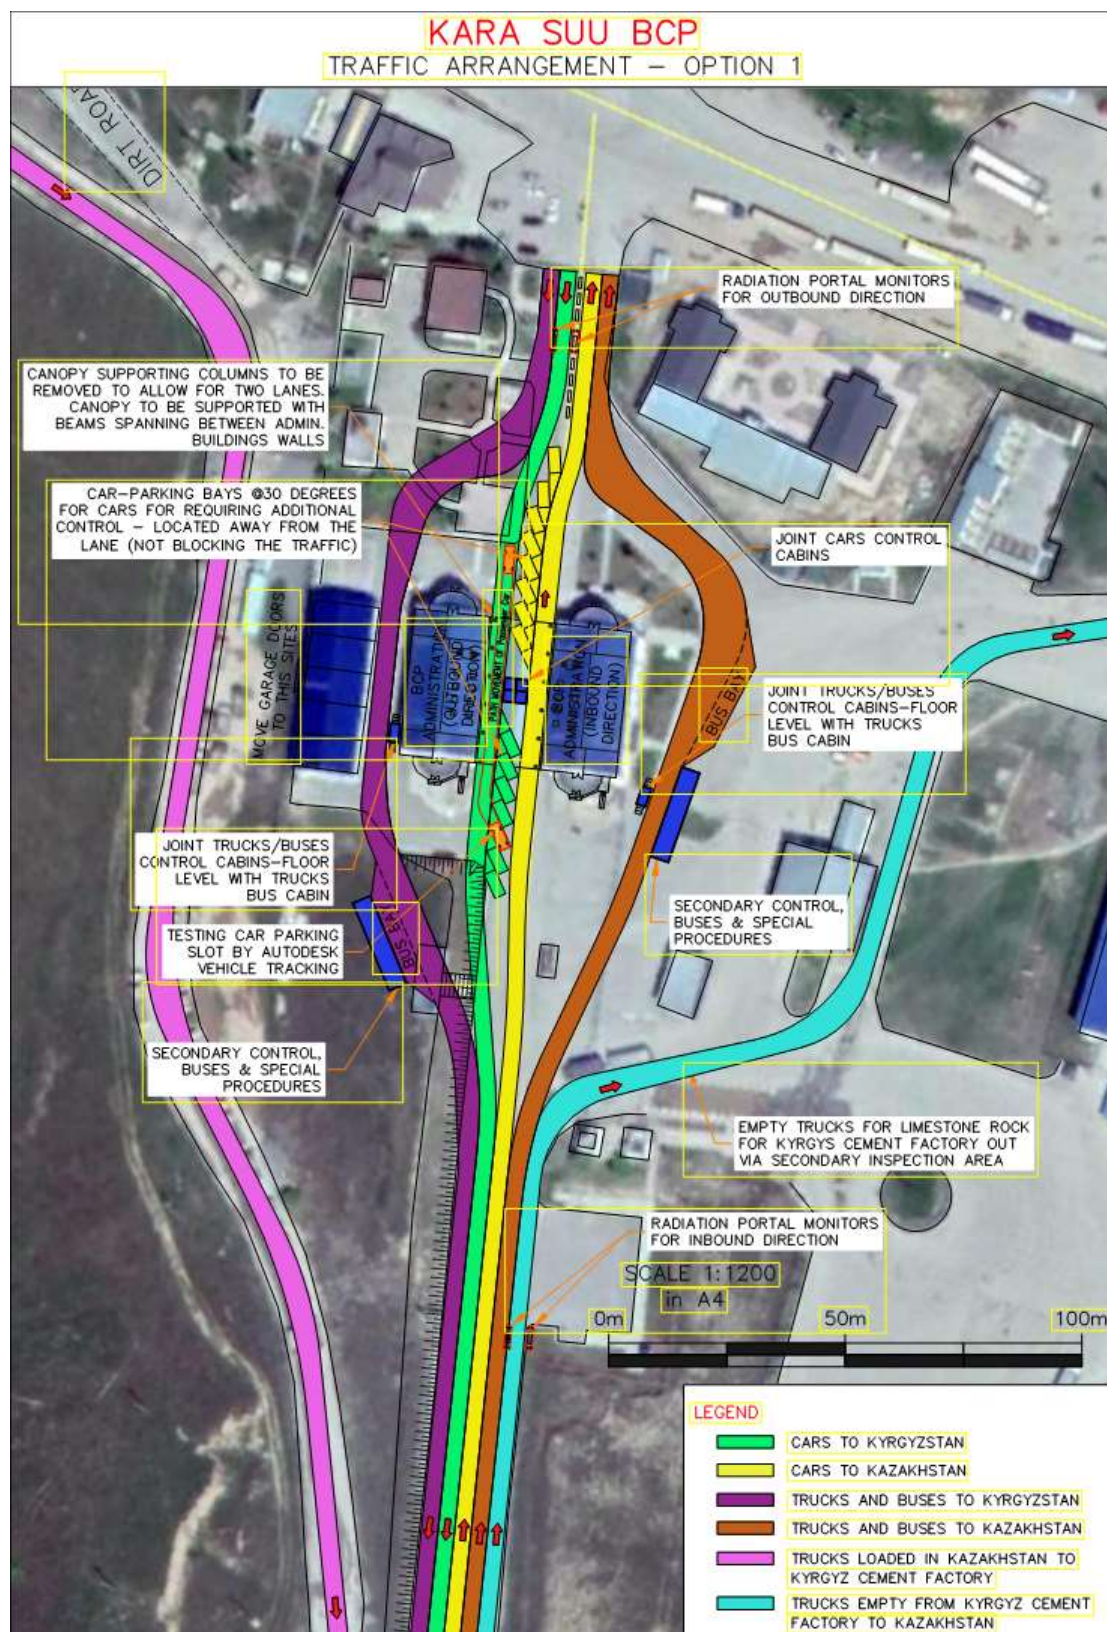 KARA SUU BCP
TRAFFIC ARRANGEMENT – OPTION 1
DIRT ROAD
RADIATION PORTAL MONITORS
FOR OUTBOUND DIRECTION
CANOPY SUPPORTING COLUMNS TO BE
REMOVED TO ALLOW FOR TWO LANES.
CANOPY TO BE SUPPORTED WITH
BEAMS SPANNING BETWEEN ADMIN.
BUILDINGS WALLS
CAR-PARKING BAYS @30 DEGREES
FOR CARS FOR REQUIRING ADDITIONAL
CONTROL – LOCATED AWAY FROM THE
LANE (NOT BLOCKING THE TRAFFIC)
JOINT CARS CONTROL
CABINS
MOVE GARAGE DOORS
TO THIS SITES
BCP
ADMINISTRATION
(OUTBOUND
DIRECTION)
BCP
ADMINISTRATION
(INBOUND
DIRECTION)
BUS BAY
JOINT TRUCKS/BUSES
CONTROL CABINS-FLOOR
LEVEL WITH TRUCKS
BUS CABIN
JOINT TRUCKS/BUSES
CONTROL CABINS-FLOOR
LEVEL WITH TRUCKS
BUS CABIN
SECONDARY CONTROL,
BUSES & SPECIAL
PROCEDURES
TESTING CAR PARKING
SLOT BY AUTODESK
VEHICLE TRACKING
BUS BAY
SECONDARY CONTROL,
BUSES & SPECIAL
PROCEDURES
EMPTY TRUCKS FOR LIMESTONE ROCK
FOR KYRGYS CEMENT FACTORY OUT
VIA SECONDARY INSPECTION AREA
RADIATION PORTAL MONITORS
FOR INBOUND DIRECTION
SCALE 1:1200
in A4
0m 50m 100m
LEGEND
CARS TO KYRGYZSTAN
CARS TO KAZAKHSTAN
TRUCKS AND BUSES TO KYRGYZSTAN
TRUCKS AND BUSES TO KAZAKHSTAN
TRUCKS LOADED IN KAZAKHSTAN TO
KYRGYZ CEMENT FACTORY
TRUCKS EMPTY FROM KYRGYZ CEMENT
FACTORY TO KAZAKHSTAN